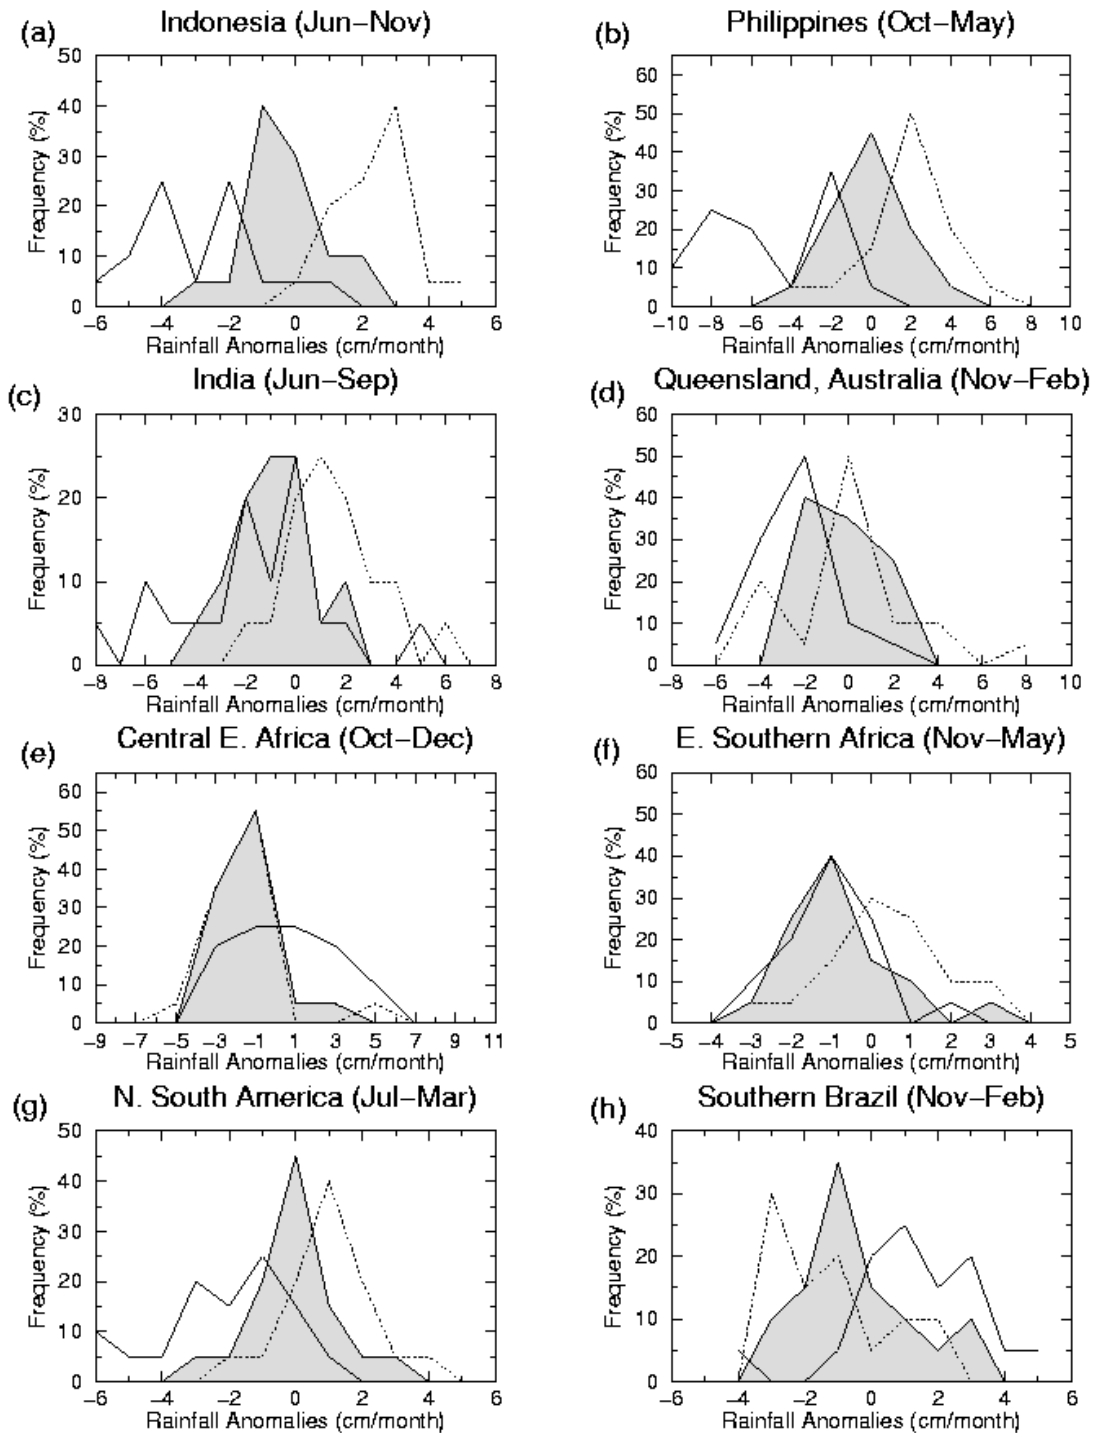 (a) Indonesia (Jun-Nov)
Frequency (%)
50
40
30
20
10
0
-6 -4 -2 0 2 4 6
Rainfall Anomalies (cm/month)
(b) Philippines (Oct-May)
Frequency (%)
60
50
40
30
20
10
0
-10 -8 -6 -4 -2 0 2 4 6 8 10
Rainfall Anomalies (cm/month)
(c) India (Jun-Sep)
Frequency (%)
30
20
10
0
-8 -6 -4 -2 0 2 4 6 8
Rainfall Anomalies (cm/month)
(d) Queensland, Australia (Nov-Feb)
Frequency (%)
60
50
40
30
20
10
0
-8 -6 -4 -2 0 2 4 6 8 10
Rainfall Anomalies (cm/month)
(e) Central E. Africa (Oct-Dec)
Frequency (%)
60
50
40
30
20
10
0
-9 -7 -5 -3 -1 1 3 5 7 9 11
Rainfall Anomalies (cm/month)
(f) E. Southern Africa (Nov-May)
Frequency (%)
60
50
40
30
20
10
0
-5 -4 -3 -2 -1 0 1 2 3 4 5
Rainfall Anomalies (cm/month)
(g) N. South America (Jul-Mar)
Frequency (%)
50
40
30
20
10
0
-6 -4 -2 0 2 4 6
Rainfall Anomalies (cm/month)
(h) Southern Brazil (Nov-Feb)
Frequency (%)
40
30
20
10
0
-6 -4 -2 0 2 4 6
Rainfall Anomalies (cm/month)